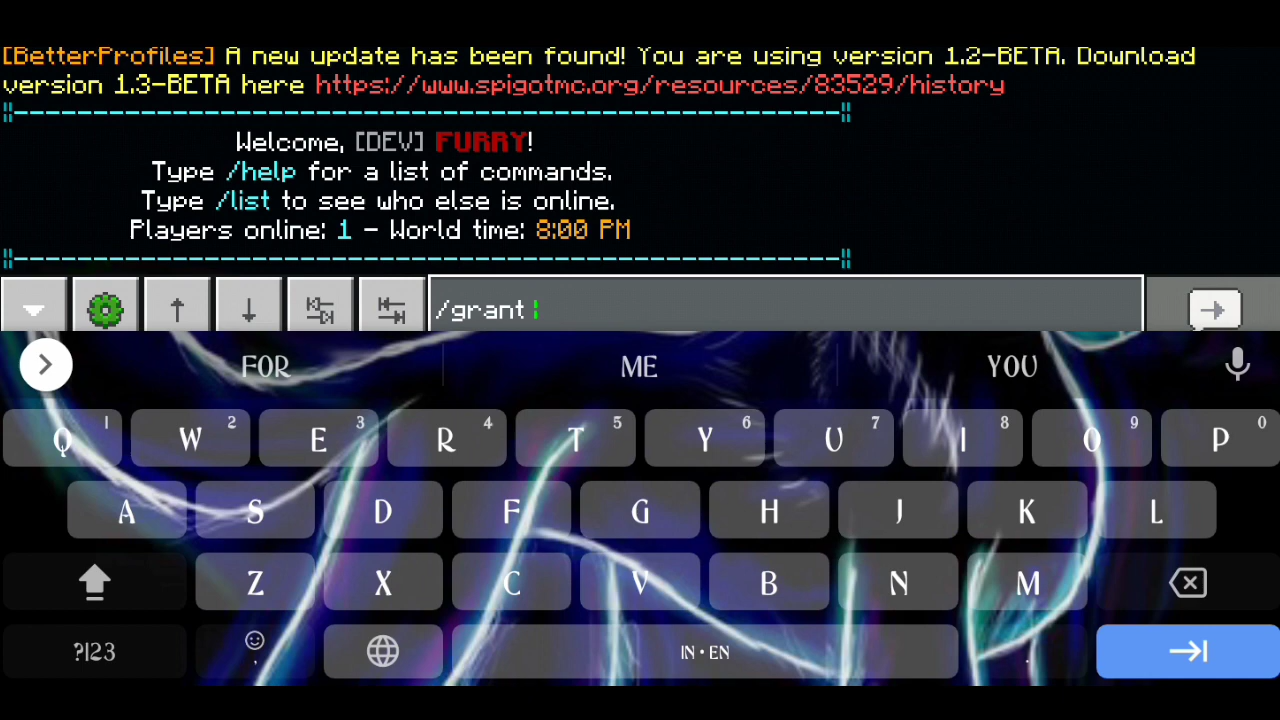 [BetterProfiles] A new update has been found! You are using version 1.2-BETA. Download
version 1.3-BETA here https://www.spigotmc.org/resources/83529/history
||--------------------------------------------------||
Welcome, [DEV] FURRY!
Type /help for a list of commands.
Type /list to see who else is online.
Players online: 1 - World time: 8:00 PM
||--------------------------------------------------||
/grant
FOR ME YOU
Q 1 W 2 E 3 R 4 T 5 Y 6 U 7 I 8 O 9 P 0
A S D F G H J K L
Z X C V B N M
?123 , IN • EN .